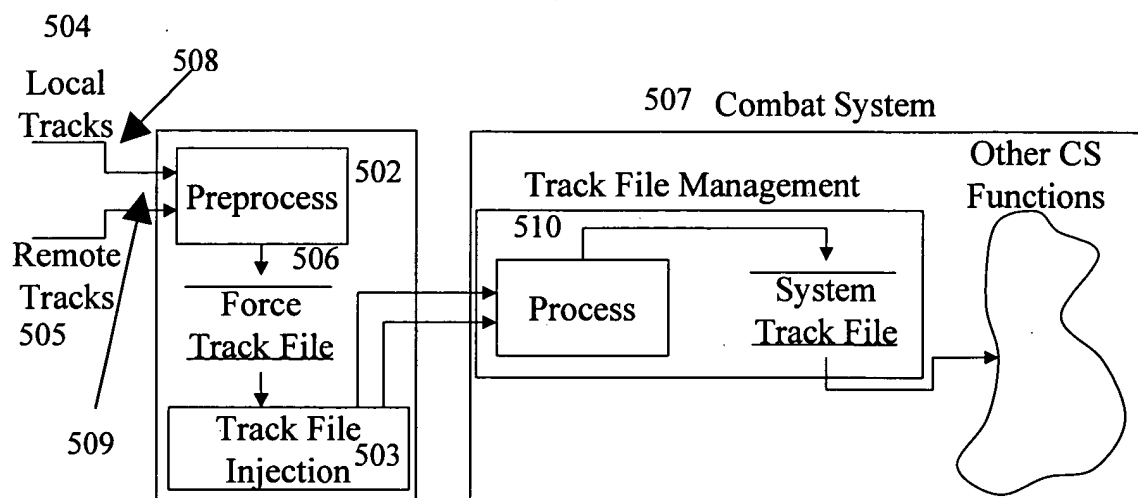 504
508
Local
Tracks
507 Combat System
Other CS
Functions
502
Preprocess
Track File Management
510
506
Remote
Tracks
505
Force
Track File
Process
System
Track File
509
Track File
Injection
503